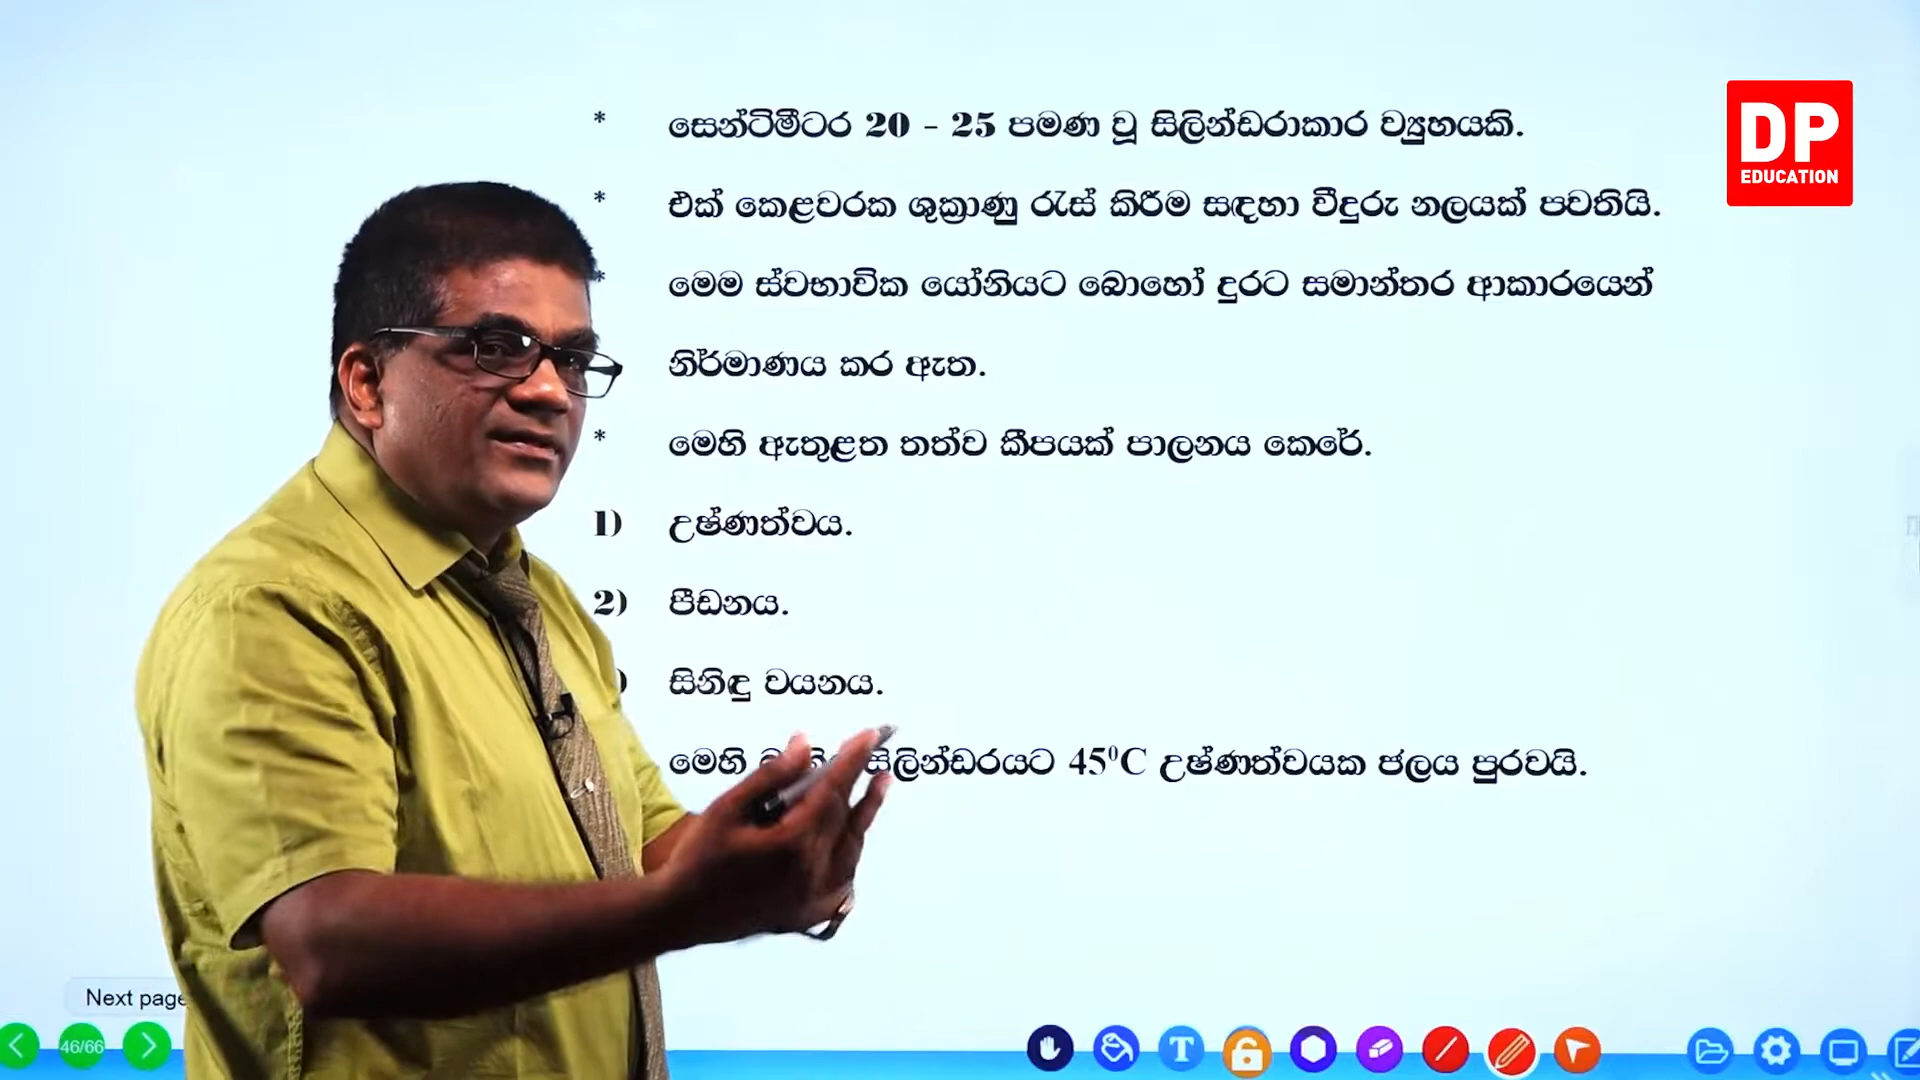 * සෙන්ටිමීටර 20 - 25 පමණ වූ සිලින්ඩරාකාර ව්‍යුහයකි.
DP
EDUCATION
* එක් කෙළවරක ශුක්‍රාණු රැස් කිරීම සඳහා වීදුරු නලයක් පවතියි.
* මෙම ස්වභාවික යෝනියට බොහෝ දුරට සමාන්තර ආකාරයෙන්
නිර්මාණය කර ඇත.
* මෙහි ඇතුළත තත්ව කීපයක් පාලනය කෙරේ.
1) උෂ්ණත්වය.
2) පීඩනය.
) සිනිඳු වයනය.
මෙහි සිලින්ඩරයට 45⁰C උෂ්ණත්වයක ජලය පුරවයි.
Next page
46/66
T